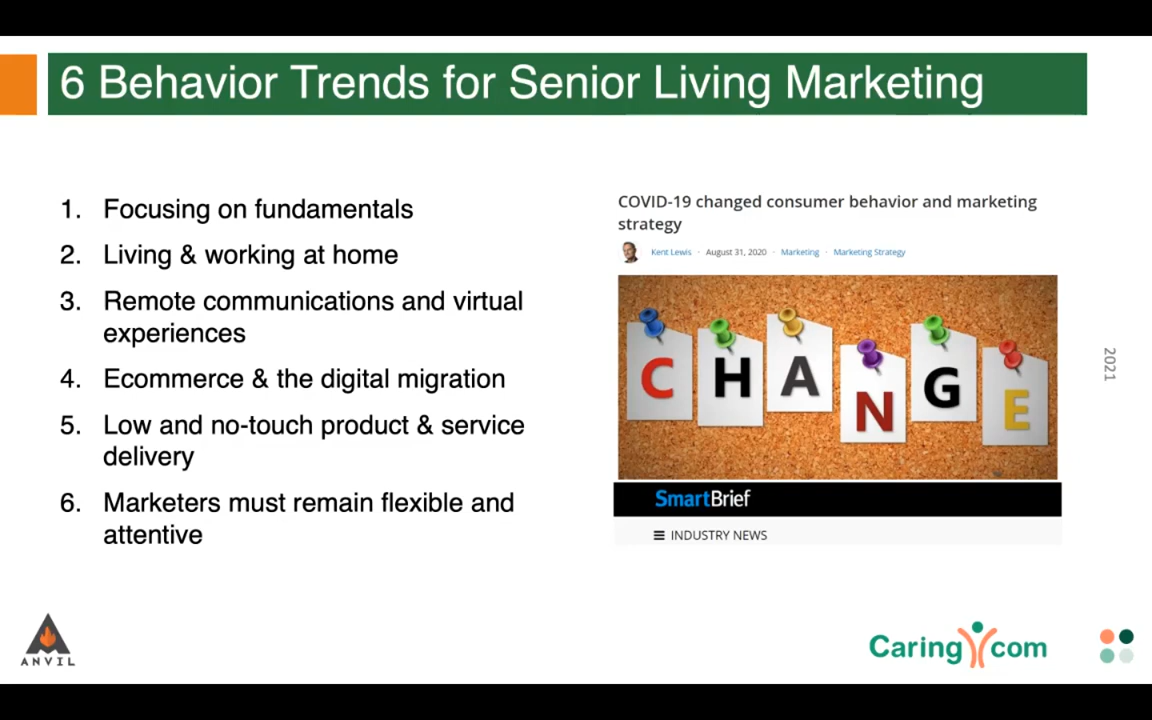 6 Behavior Trends for Senior Living Marketing
1. Focusing on fundamentals
2. Living & working at home
3. Remote communications and virtual
experiences
4. Ecommerce & the digital migration
5. Low and no-touch product & service
delivery
6. Marketers must remain flexible and
attentive
COVID-19 changed consumer behavior and marketing
strategy
Kent Lewis · August 31, 2020 · Marketing · Marketing Strategy
CHANGE
SmartBrief
INDUSTRY NEWS
2021
ANVIL
Caring com